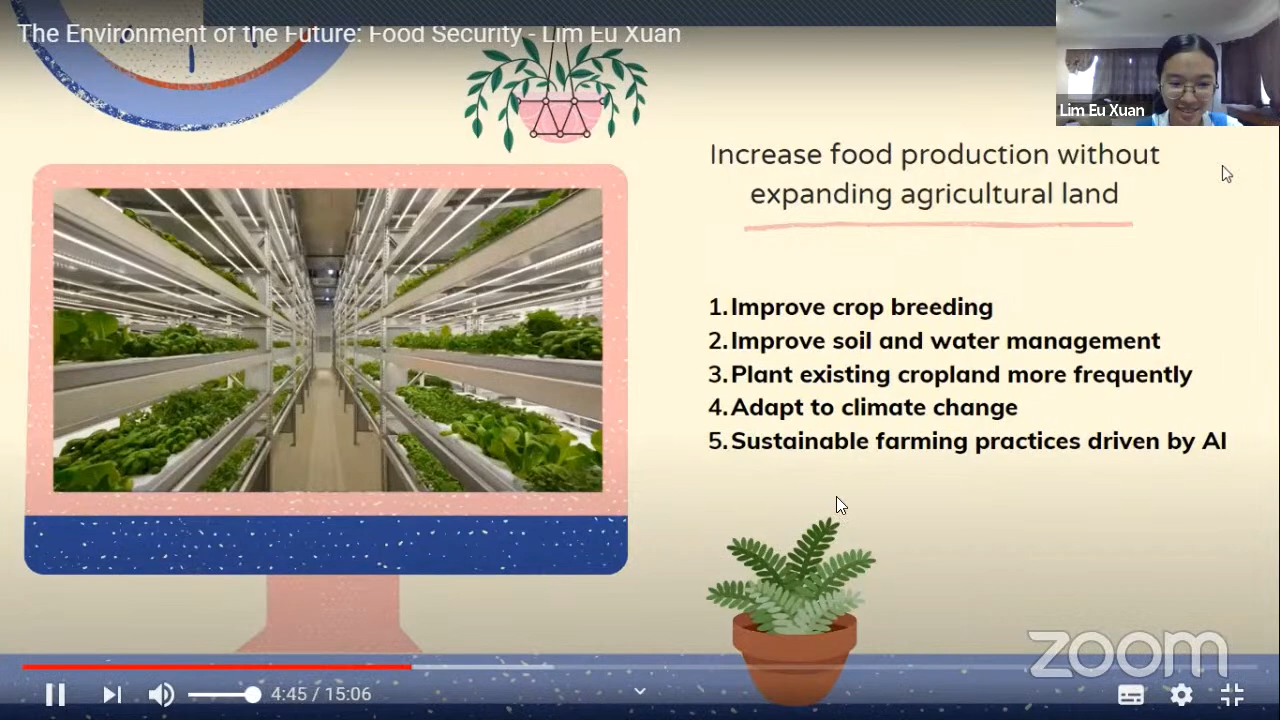 The Environment of the Future: Food Security - Lim Eu Xuan
Lim Eu Xuan
Increase food production without
expanding agricultural land
1. Improve crop breeding
2. Improve soil and water management
3. Plant existing cropland more frequently
4. Adapt to climate change
5. Sustainable farming practices driven by AI
zoom
4:45 / 15:06